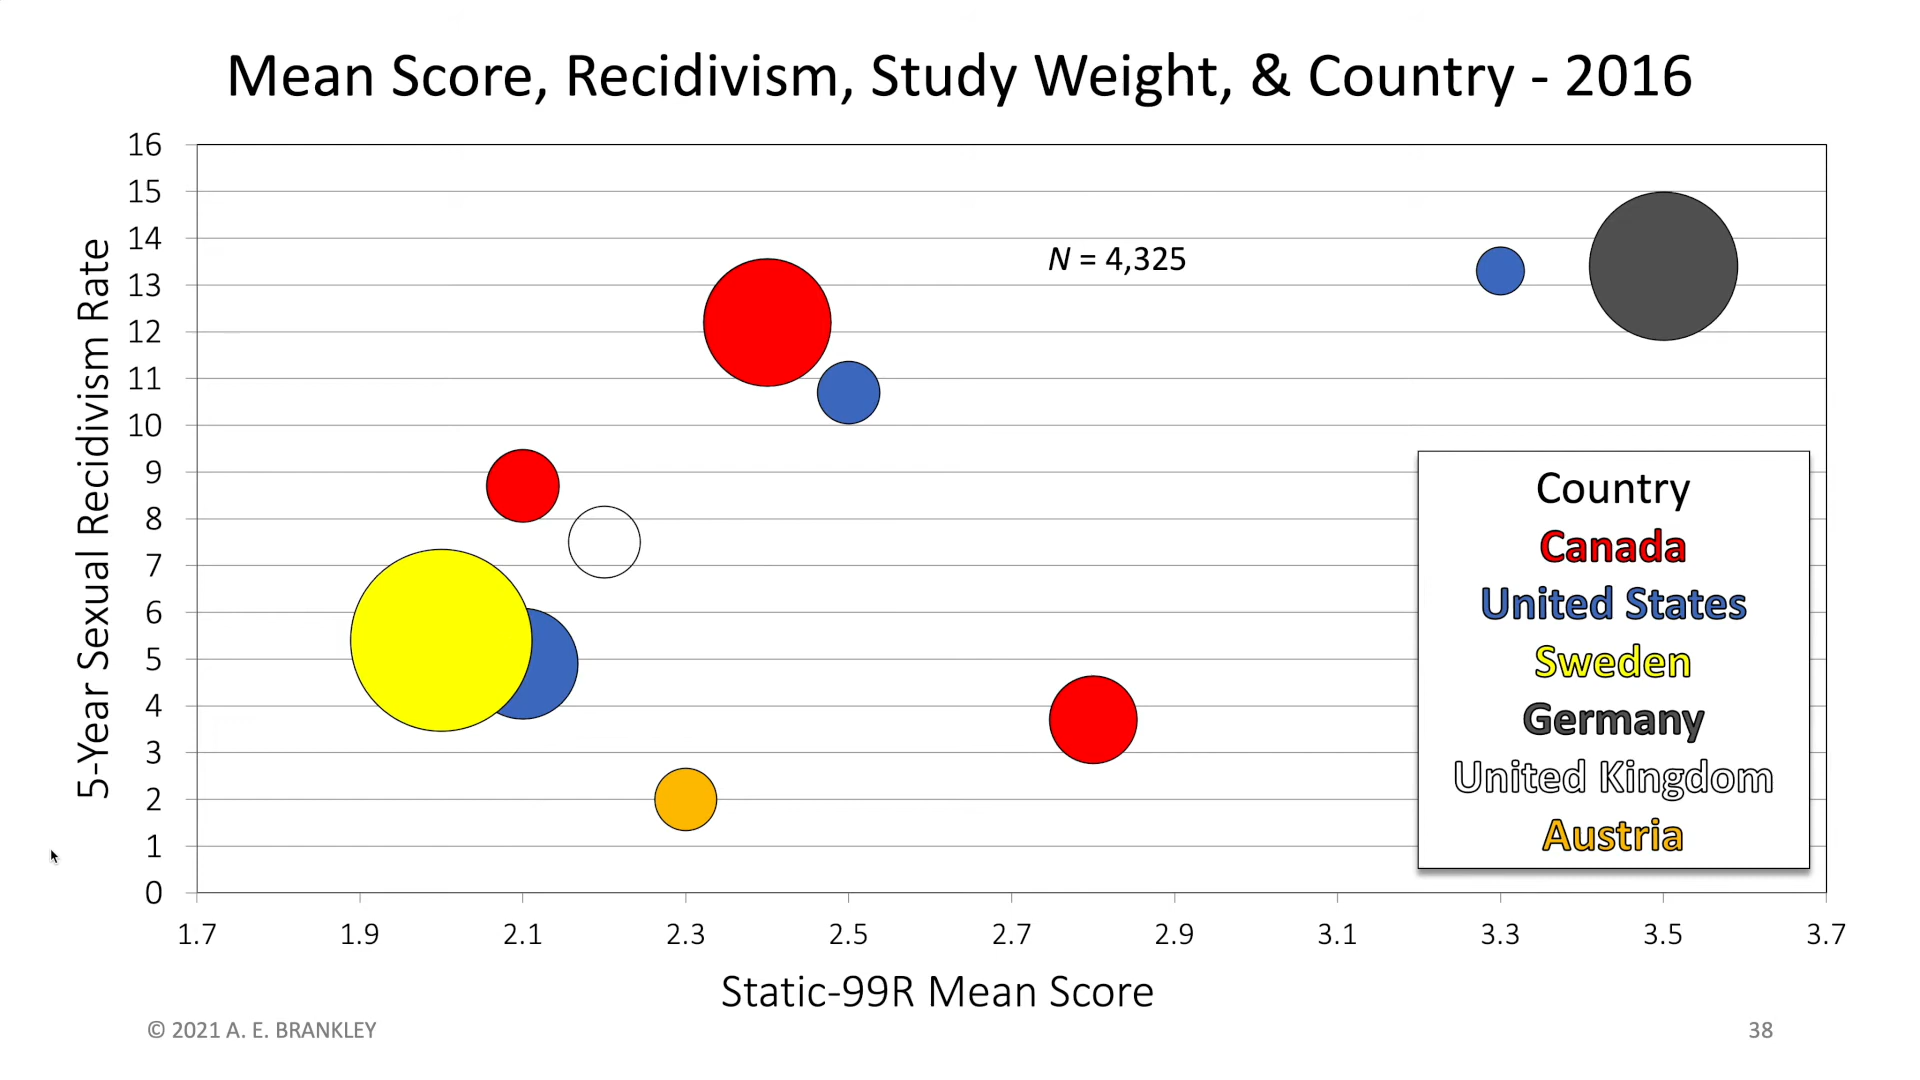 Mean Score, Recidivism, Study Weight, & Country - 2016
5-Year Sexual Recidivism Rate
16
15
14
13
12
11
10
9
8
7
6
5
4
3
2
1
0
N = 4,325
Country
Canada
United States
Sweden
Germany
United Kingdom
Austria
1.7 1.9 2.1 2.3 2.5 2.7 2.9 3.1 3.3 3.5 3.7
Static-99R Mean Score
© 2021 A. E. BRANKLEY
38